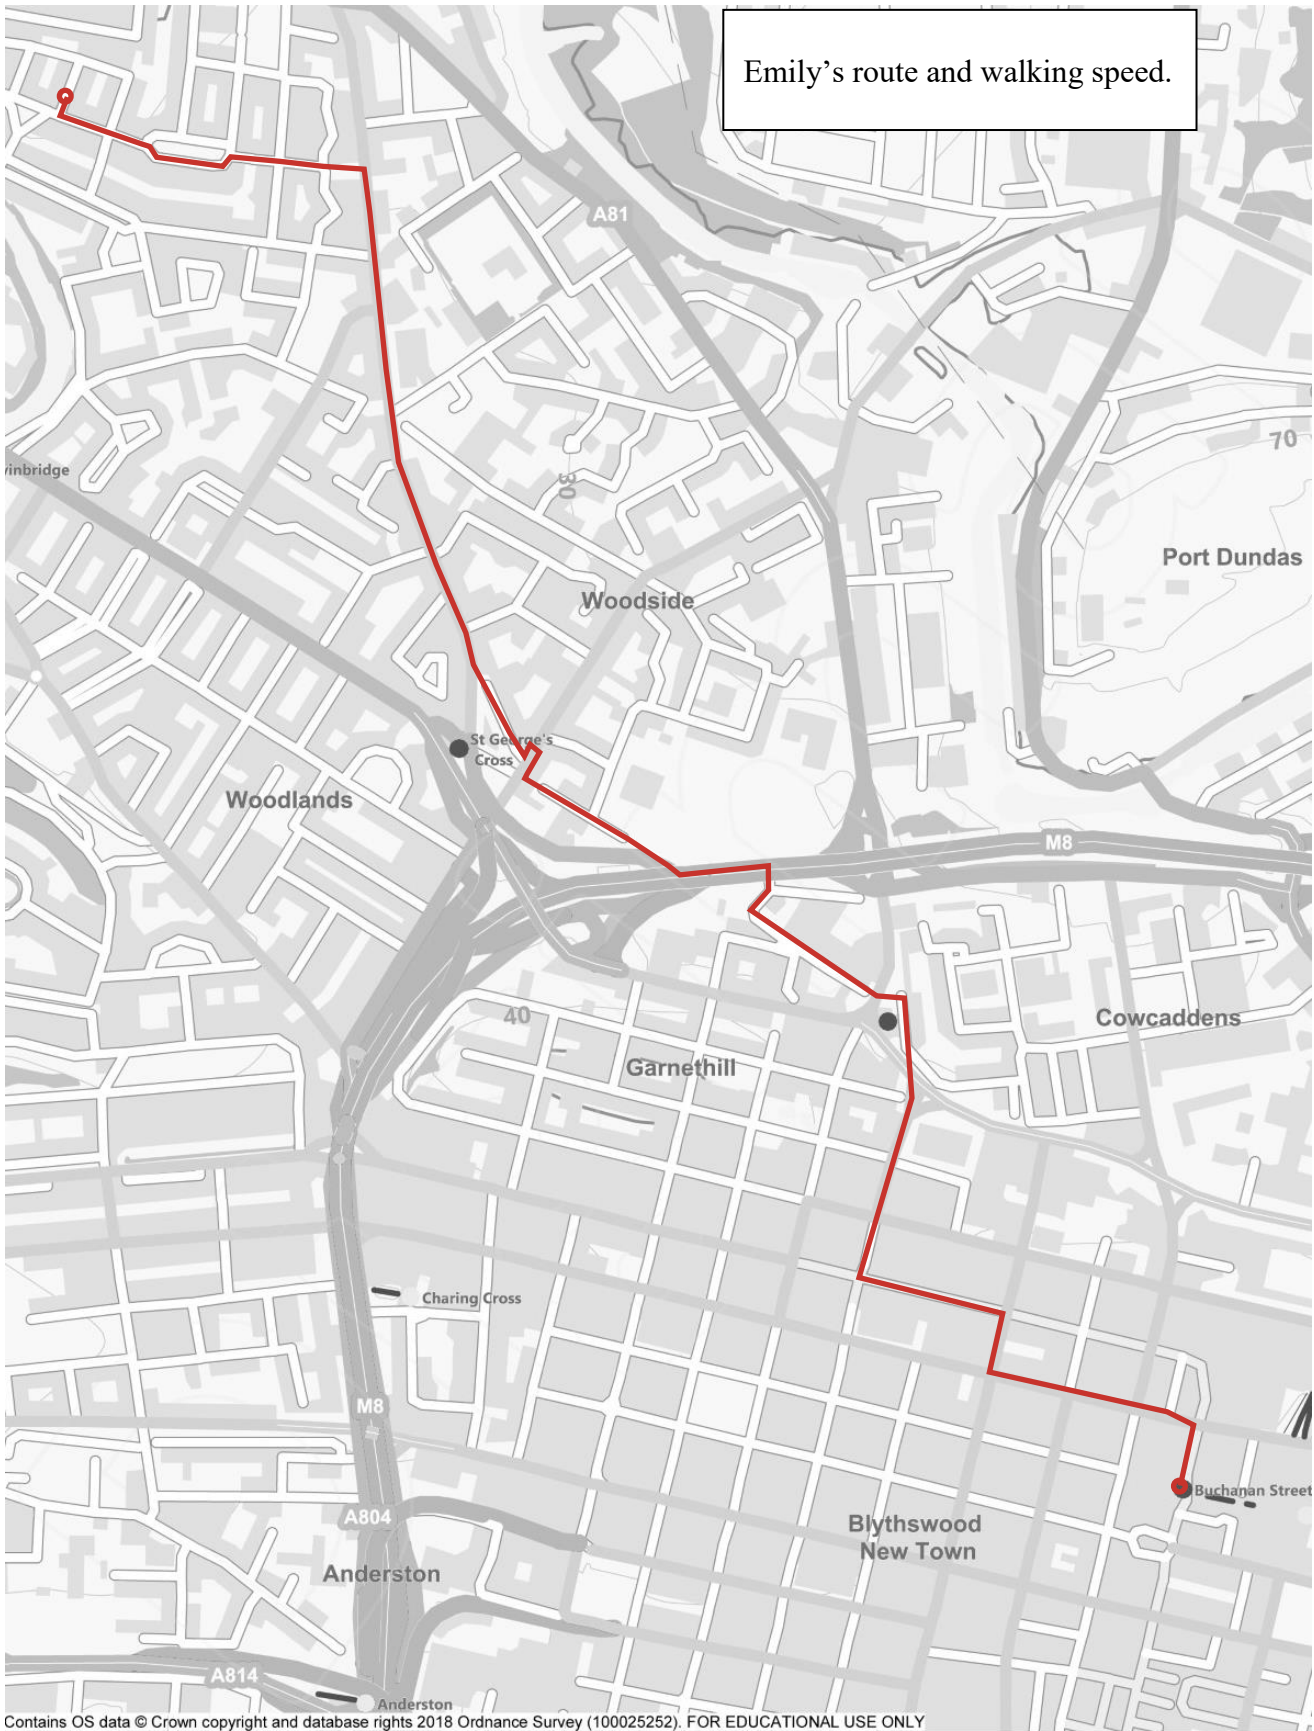 Emily’s route and walking speed.
A81
70
vinbridge
30
Port Dundas
Woodside
St George's
Cross
Woodlands
M8
40
Cowcaddens
Garnethill
Charing Cross
M8
Buchanan Street
A804
Blythswood
New Town
Anderston
A814
Anderston
Contains OS data © Crown copyright and database rights 2018 Ordnance Survey (100025252). FOR EDUCATIONAL USE ONLY